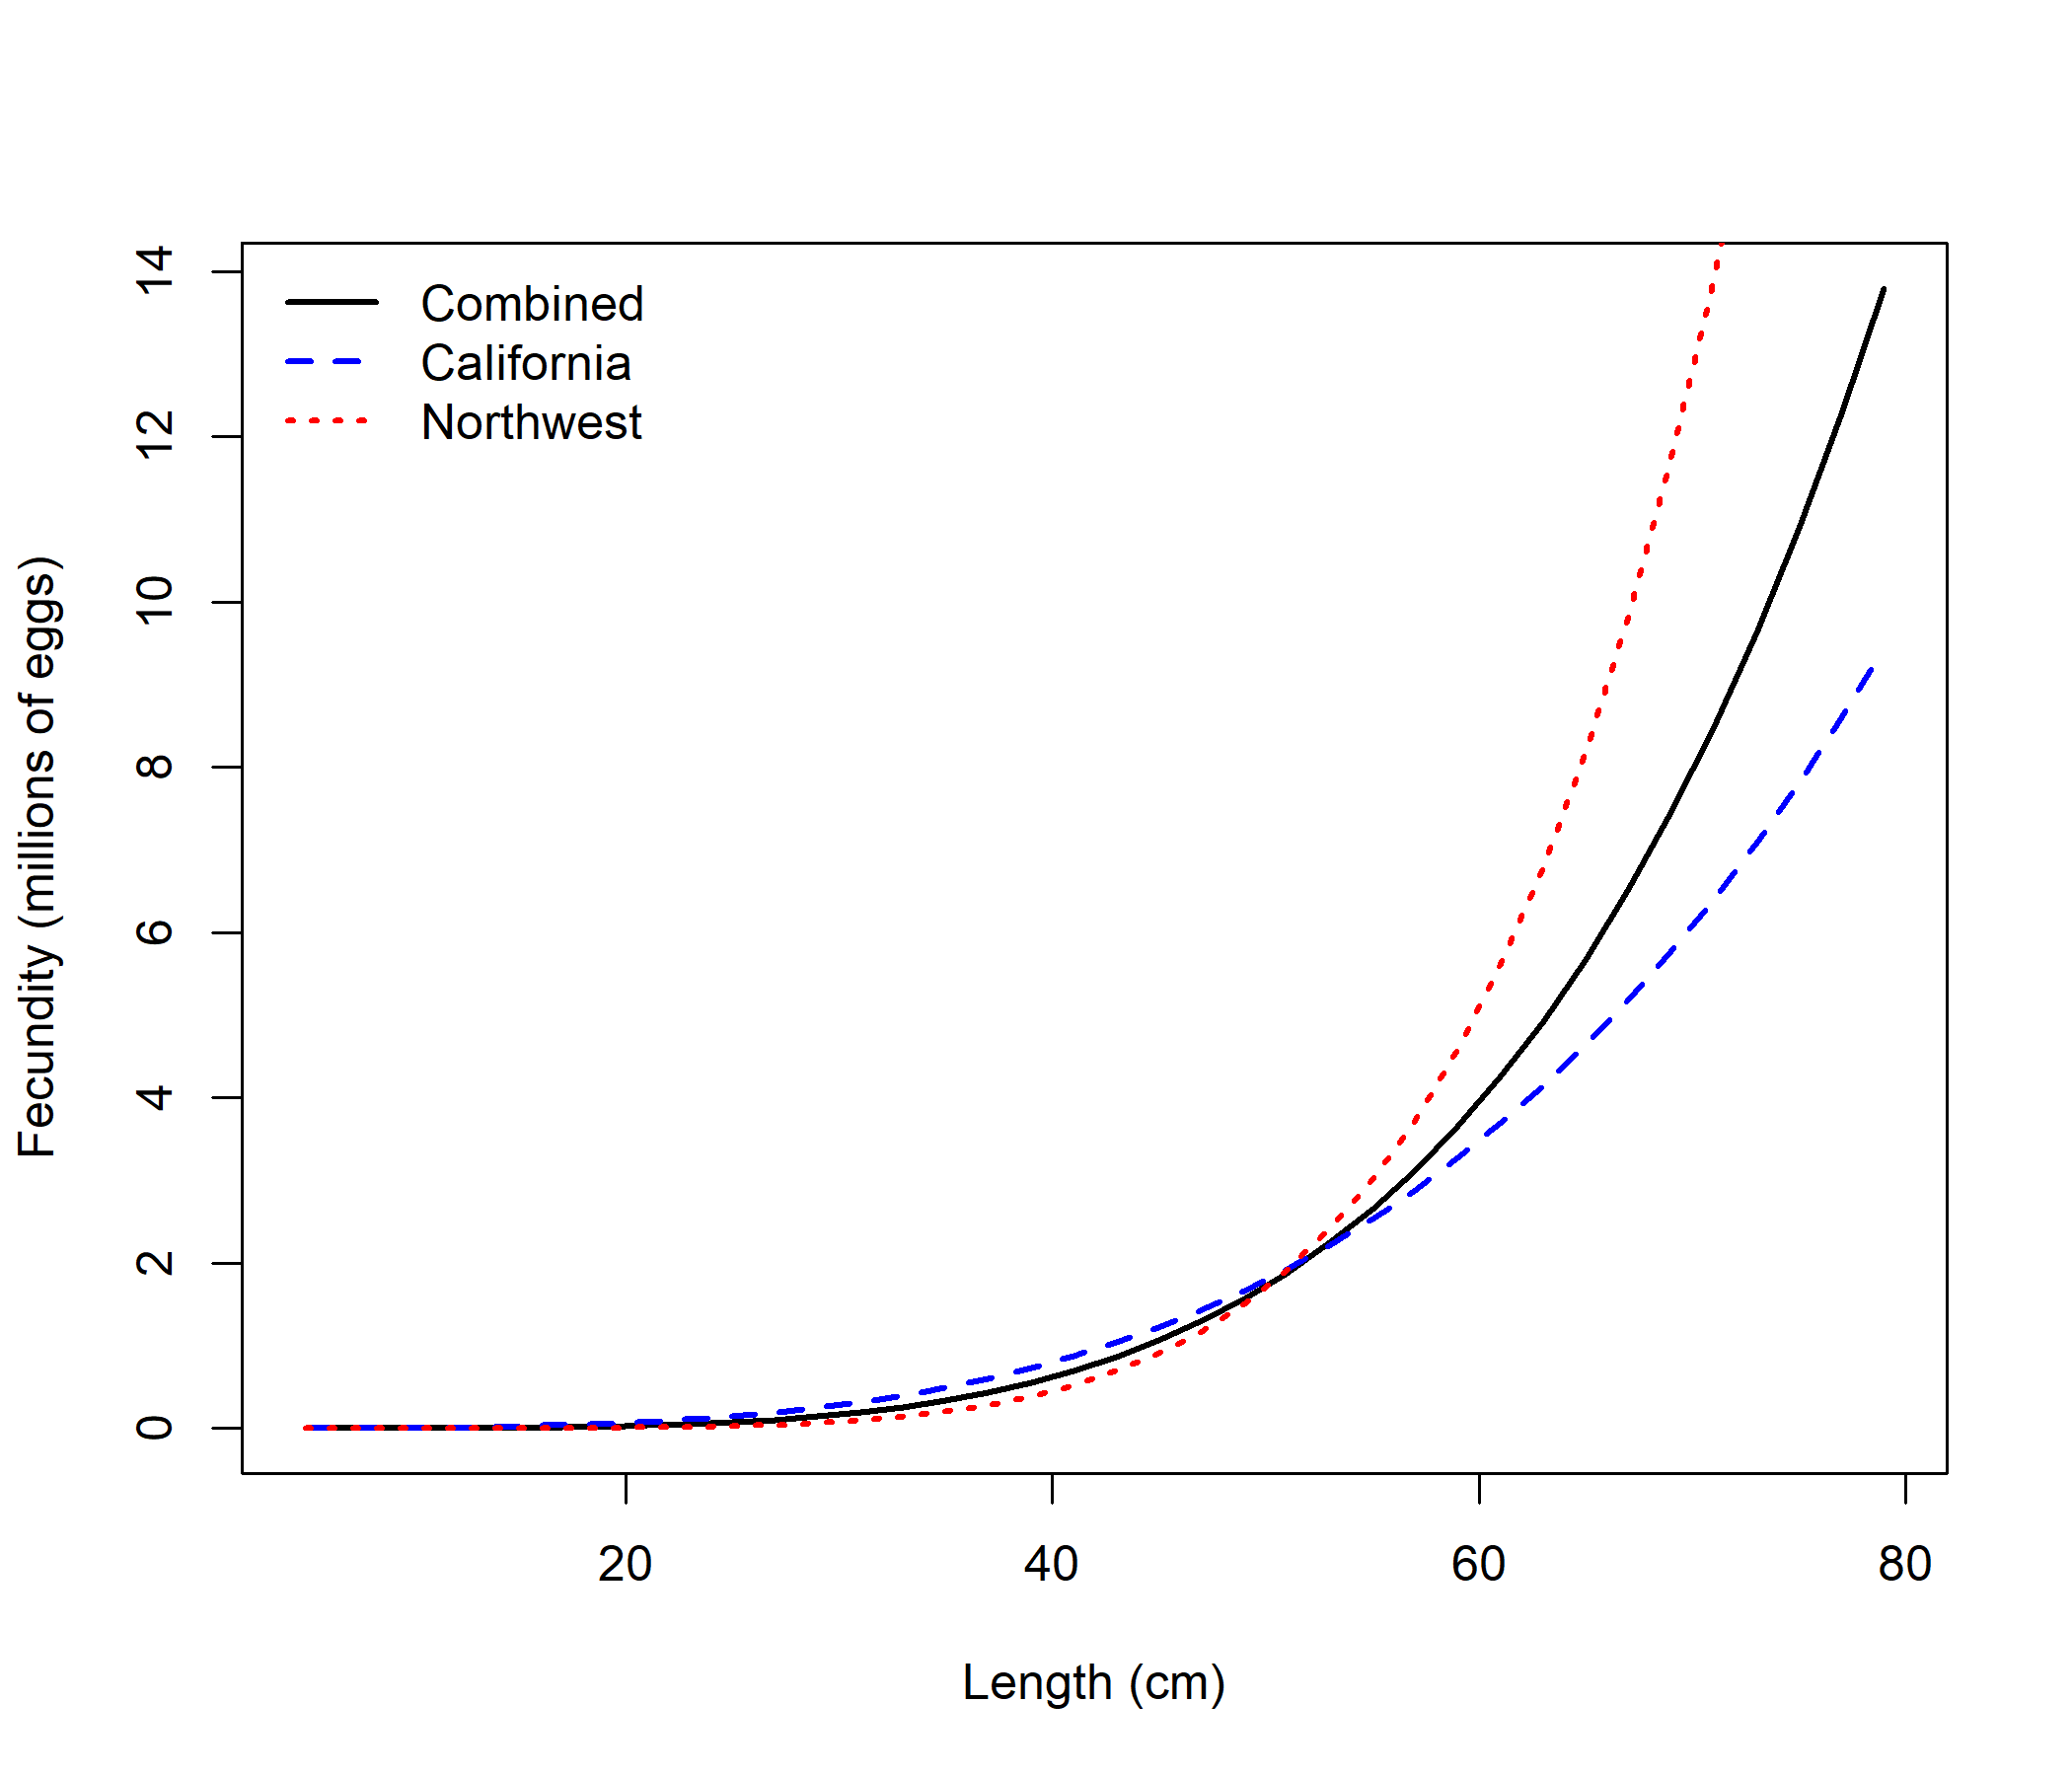 Combined
California
Northwest
Fecundity (millions of eggs)
14
12
10
8
6
4
2
0
20 40 60 80
Length (cm)